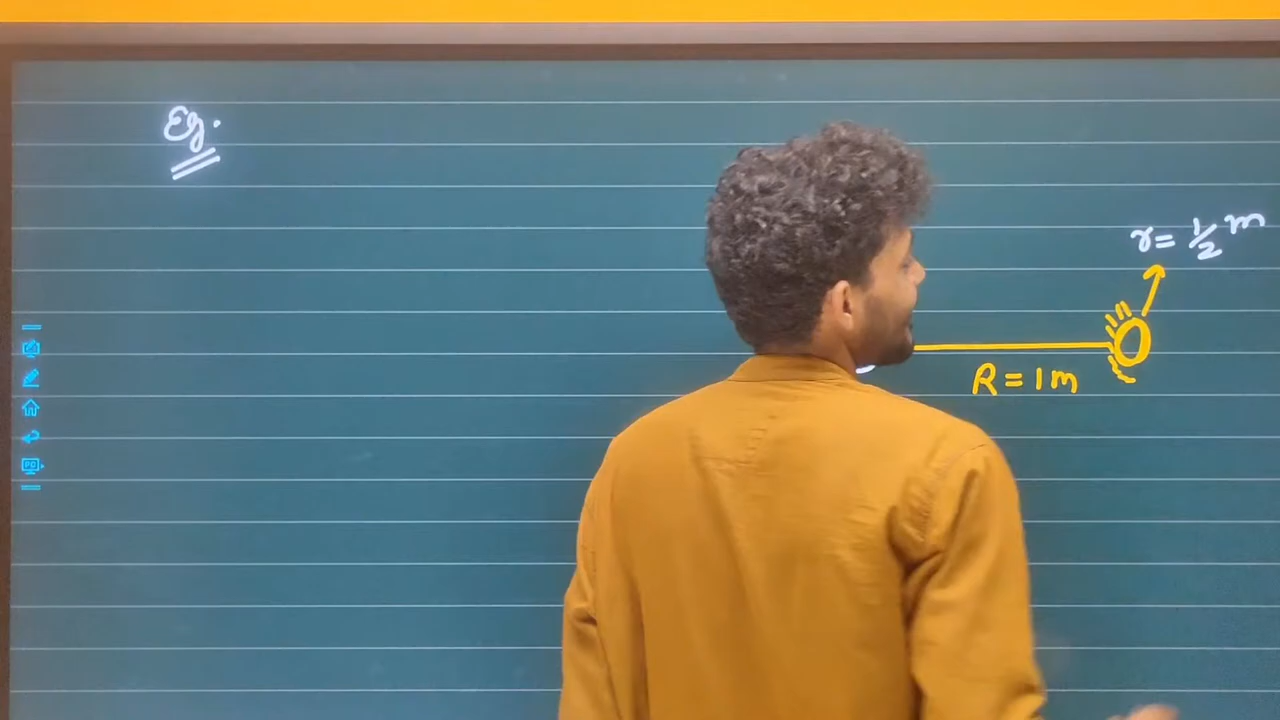 Eg.
r = 1/2 m
R = 1m